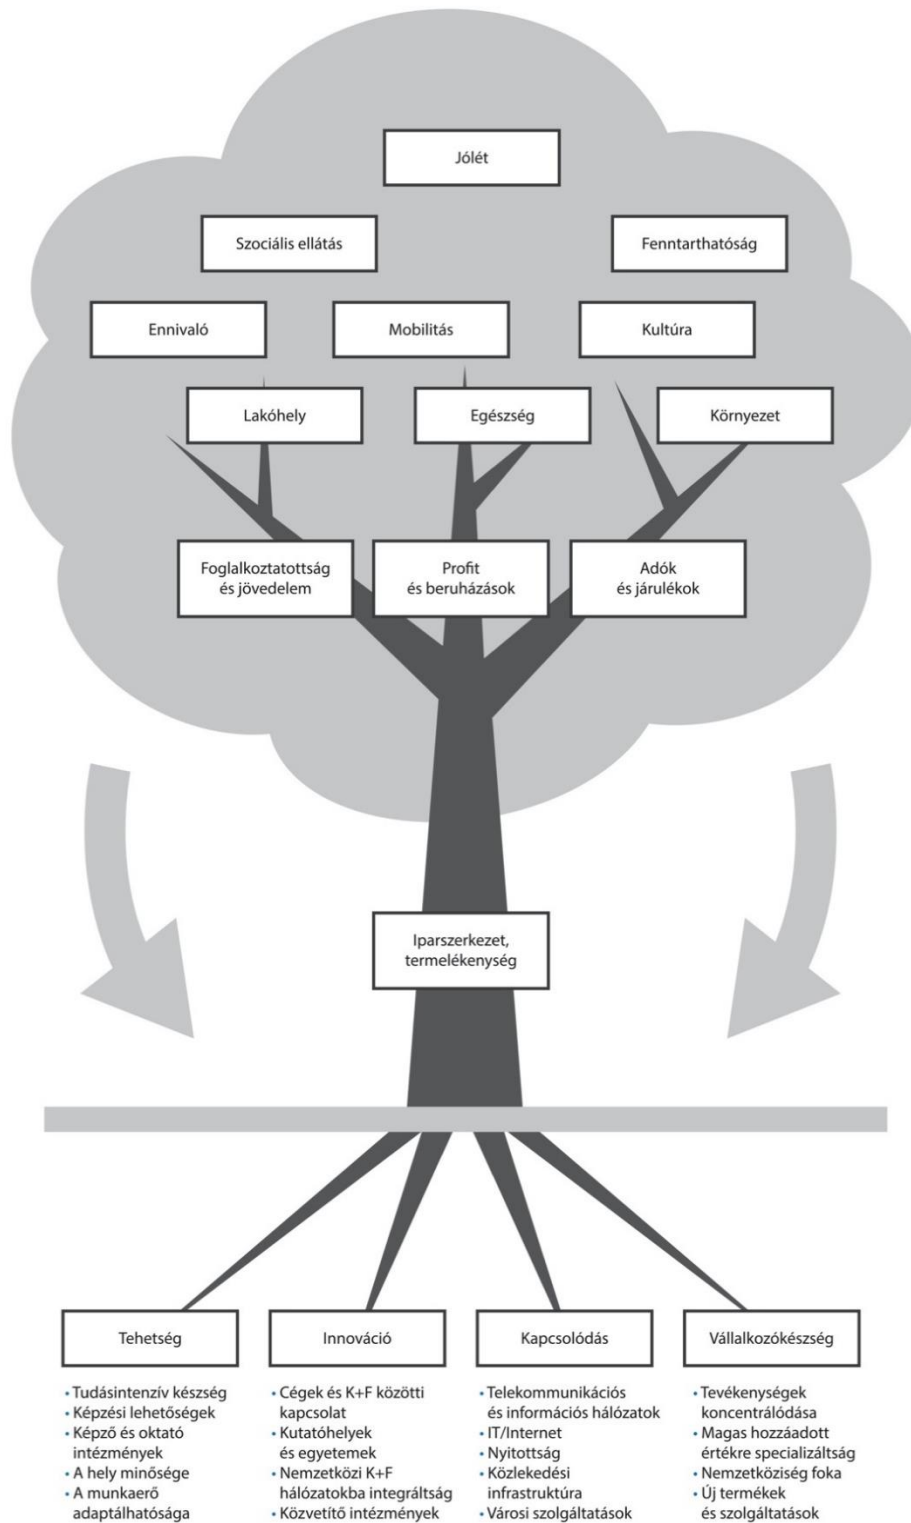 Jólét
Szociális ellátás
Fenntarthatóság
Ennivaló
Mobilitás
Kultúra
Lakóhely
Egészség
Környezet
Foglalkoztatottság
és jövedelem
Profit
és beruházások
Adók
és járulékok
Iparszerkezet,
termelékenység
Tehetség
• Tudásintenzív készség
• Képzési lehetőségek
• Képző és oktató
intézmények
• A hely minősége
• A munkaerő
adaptálhatósága
Innováció
• Cégek és K+F közötti
kapcsolat
• Kutatóhelyek
és egyetemek
• Nemzetközi K+F
hálózatokba integráltság
• Közvetítő intézmények
Kapcsolódás
• Telekommunikációs
és információs hálózatok
• IT/Internet
• Nyitottság
• Közlekedési
infrastruktúra
• Városi szolgáltatások
Vállalkozókészség
• Tevékenységek
koncentrálódása
• Magas hozzáadott
értékre specializáltság
• Nemzetköziség foka
• Új termékek
és szolgáltatások